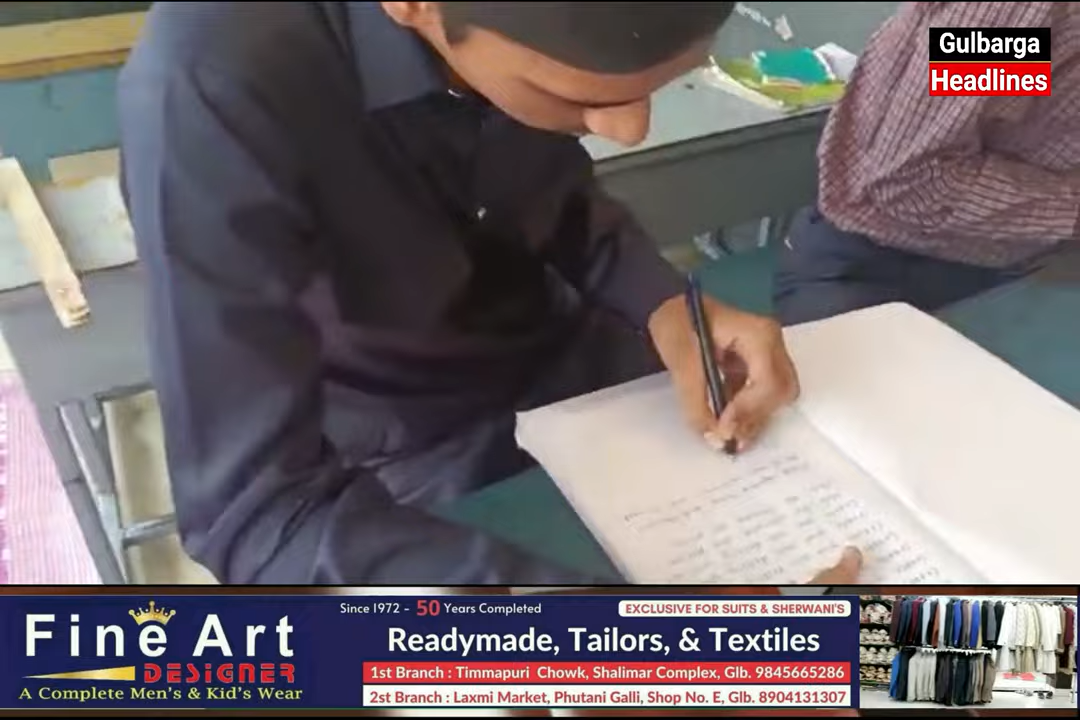 Gulbarga
Headlines
Fine Art
DESIGNER
A Complete Men's & Kid's Wear
Since 1972 - 50 Years Completed
EXCLUSIVE FOR SUITS & SHERWANI'S
Readymade, Tailors, & Textiles
1st Branch : Timmapuri Chowk, Shalimar Complex, Glb. 9845665286
2st Branch : Laxmi Market, Phutani Galli, Shop No. E, Glb. 8904131307